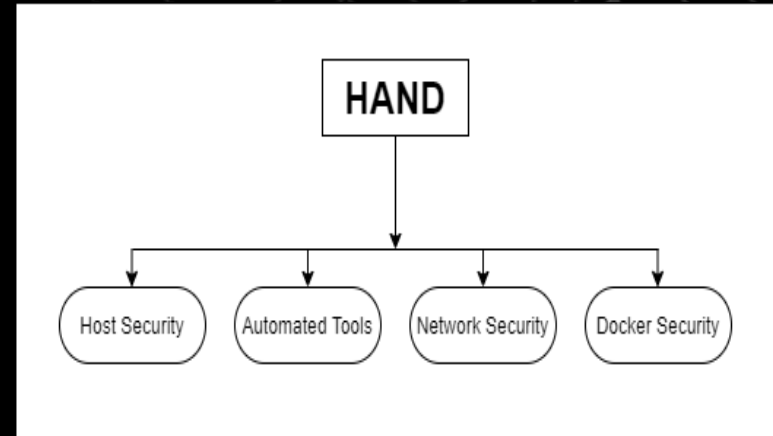 HAND
Host Security
Automated Tools
Network Security
Docker Security